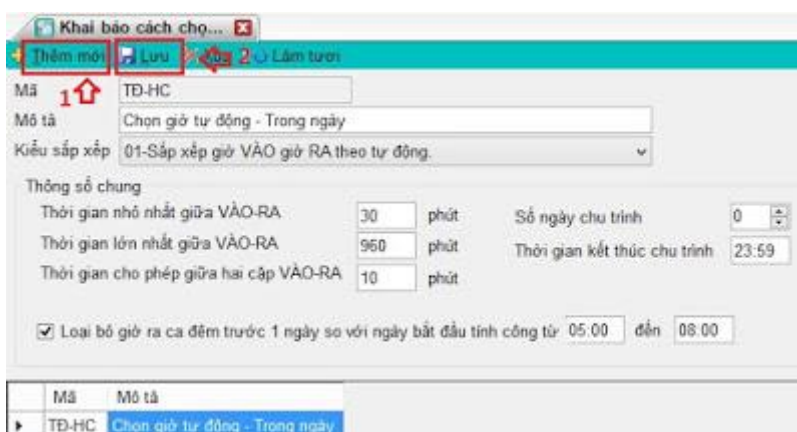 Khai báo cách chọ...
Thêm mới Lưu Xóa Làm tươi
1 2
Mã TĐ-HC
Mô tả Chọn giờ tự động - Trong ngày
Kiểu sắp xếp 01-Sắp xếp giờ VÀO giờ RA theo tự động.
Thông số chung
Thời gian nhỏ nhất giữa VÀO-RA 30 phút Số ngày chu trình 0
Thời gian lớn nhất giữa VÀO-RA 960 phút Thời gian kết thúc chu trình 23:59
Thời gian cho phép giữa hai cặp VÀO-RA 10 phút
Loại bỏ giờ ra ca đêm trước 1 ngày so với ngày bắt đầu tính công từ 05:00 đến 08:00
Mã Mô tả
TĐ-HC Chọn giờ tự động - Trong ngày